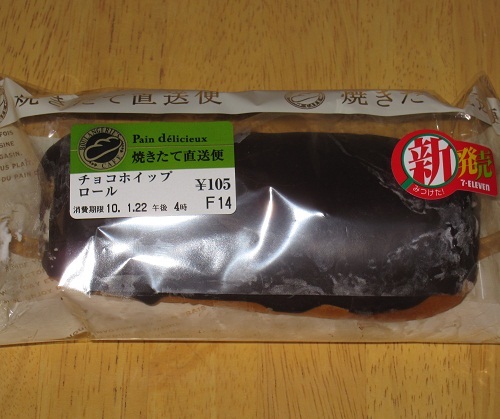 焼きたて直送便
焼きた
BOULANGERIE
Pain délicieux
焼きたて直送便
チョコホイップ
ロール
¥105
消費期限 10. 1.22 午後 4時
F14
新発売
みつけた!
7-ELEVEN